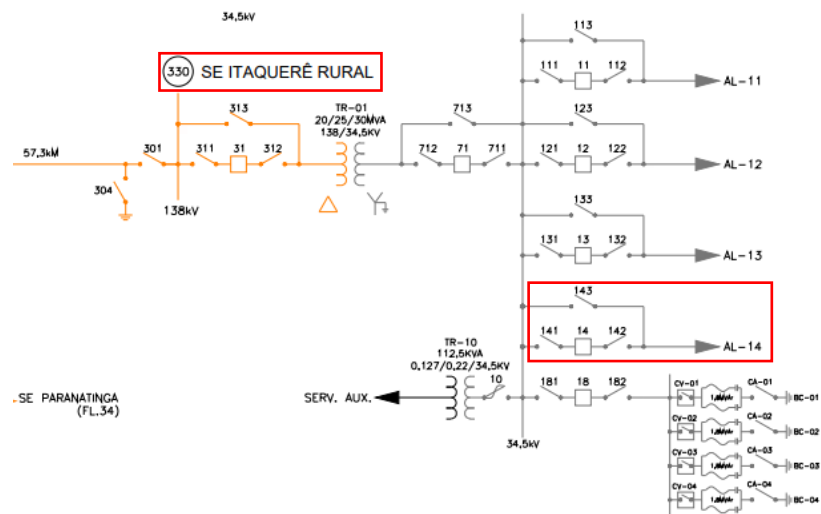 34,5kV
330 SE ITAQUERÊ RURAL
113
111 11 112
AL-11
TR-01
20/25/30MVA
138/34,5KV
313
713
123
57,3kM
301 311 31 312
712 71 711
121 12 122
AL-12
304
138kV
133
131 13 132
AL-13
143
141 14 142
AL-14
TR-10
112,5KVA
0,127/0,22/34,5KV
SE PARANATINGA
(FL.34)
SERV. AUX.
10
181 18 182
34,5kV
CV-01 CA-01
BC-01
CV-02 CA-02
BC-02
CV-03 CA-03
BC-03
CV-04 CA-04
BC-04